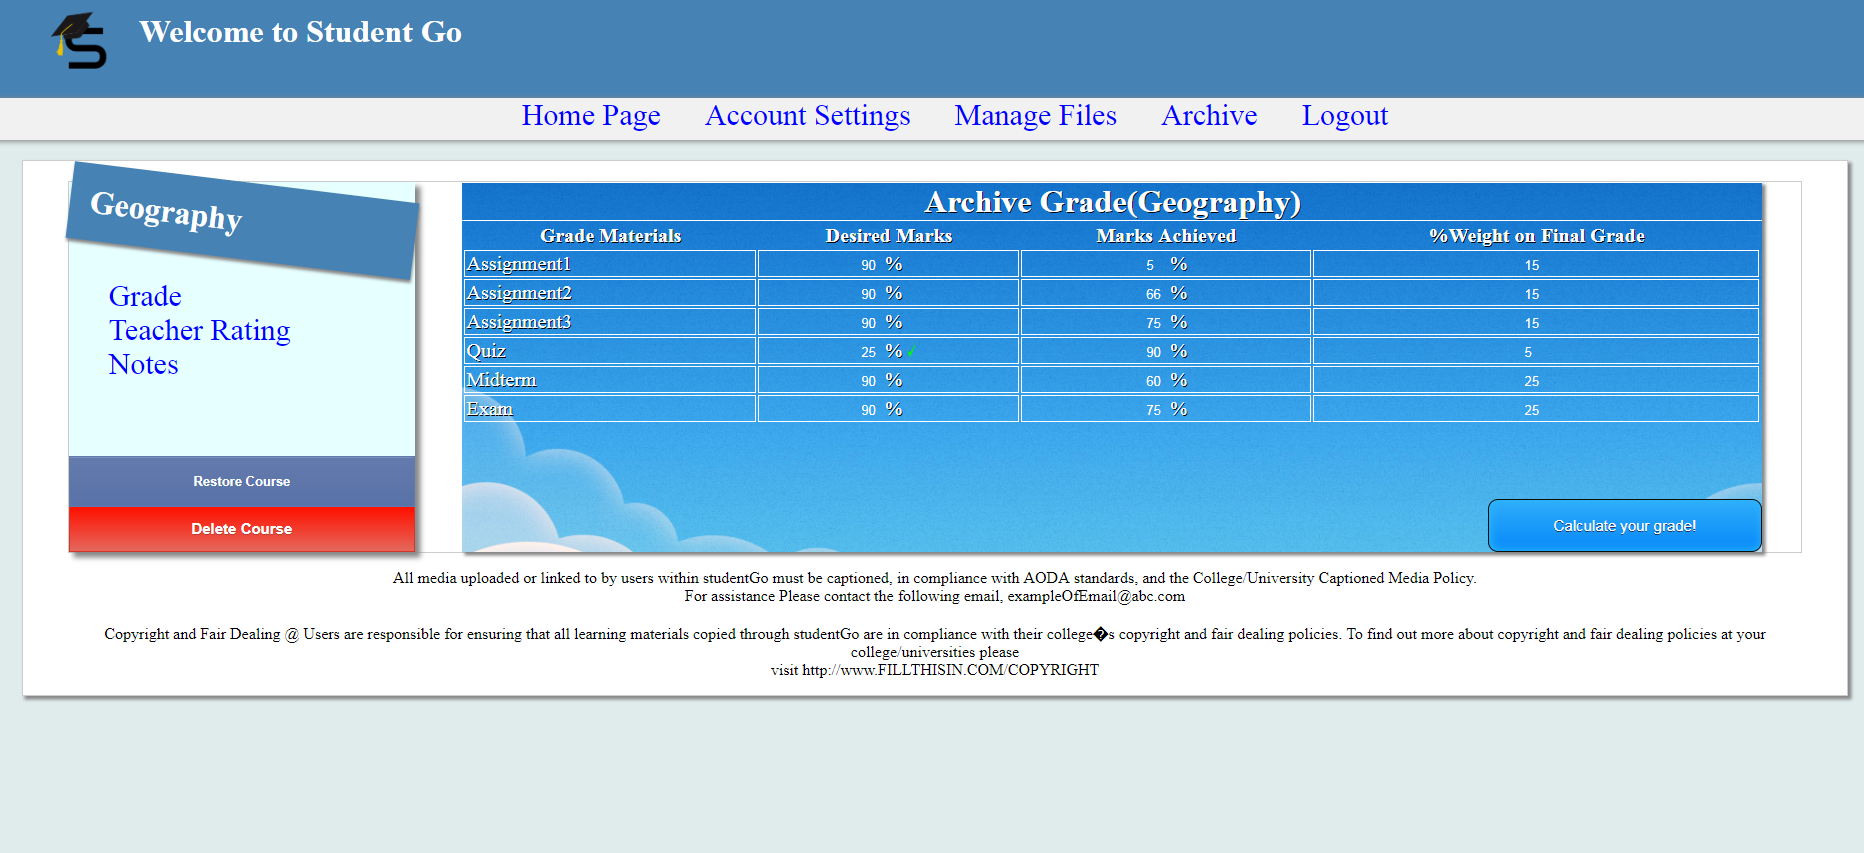 Welcome to Student Go
Home Page Account Settings Manage Files Archive Logout
Geography
Grade
Teacher Rating
Notes
Restore Course
Delete Course
Archive Grade(Geography)
Grade Materials Desired Marks Marks Achieved %Weight on Final Grade
Assignment1 90 % 5 % 15
Assignment2 90 % 66 % 15
Assignment3 90 % 75 % 15
Quiz 25 % ✓ 90 % 5
Midterm 90 % 60 % 25
Exam 90 % 75 % 25
Calculate your grade!
All media uploaded or linked to by users within studentGo must be captioned, in compliance with AODA standards, and the College/University Captioned Media Policy.
For assistance Please contact the following email, exampleOfEmail@abc.com
Copyright and Fair Dealing @ Users are responsible for ensuring that all learning materials copied through studentGo are in compliance with their college�s copyright and fair dealing policies. To find out more about copyright and fair dealing policies at your
college/universities please
visit http://www.FILLTHISIN.COM/COPYRIGHT